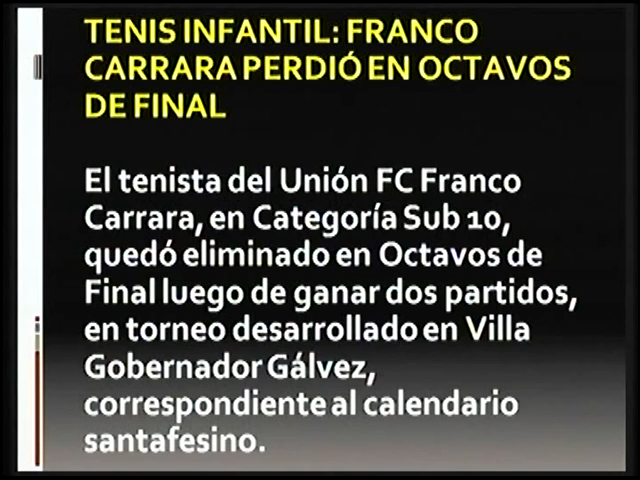 TENIS INFANTIL: FRANCO
CARRARA PERDIÓ EN OCTAVOS
DE FINAL
El tenista del Unión FC Franco
Carrara, en Categoría Sub 10,
quedó eliminado en Octavos de
Final luego de ganar dos partidos,
en torneo desarrollado en Villa
Gobernador Gálvez,
correspondiente al calendario
santafesino.